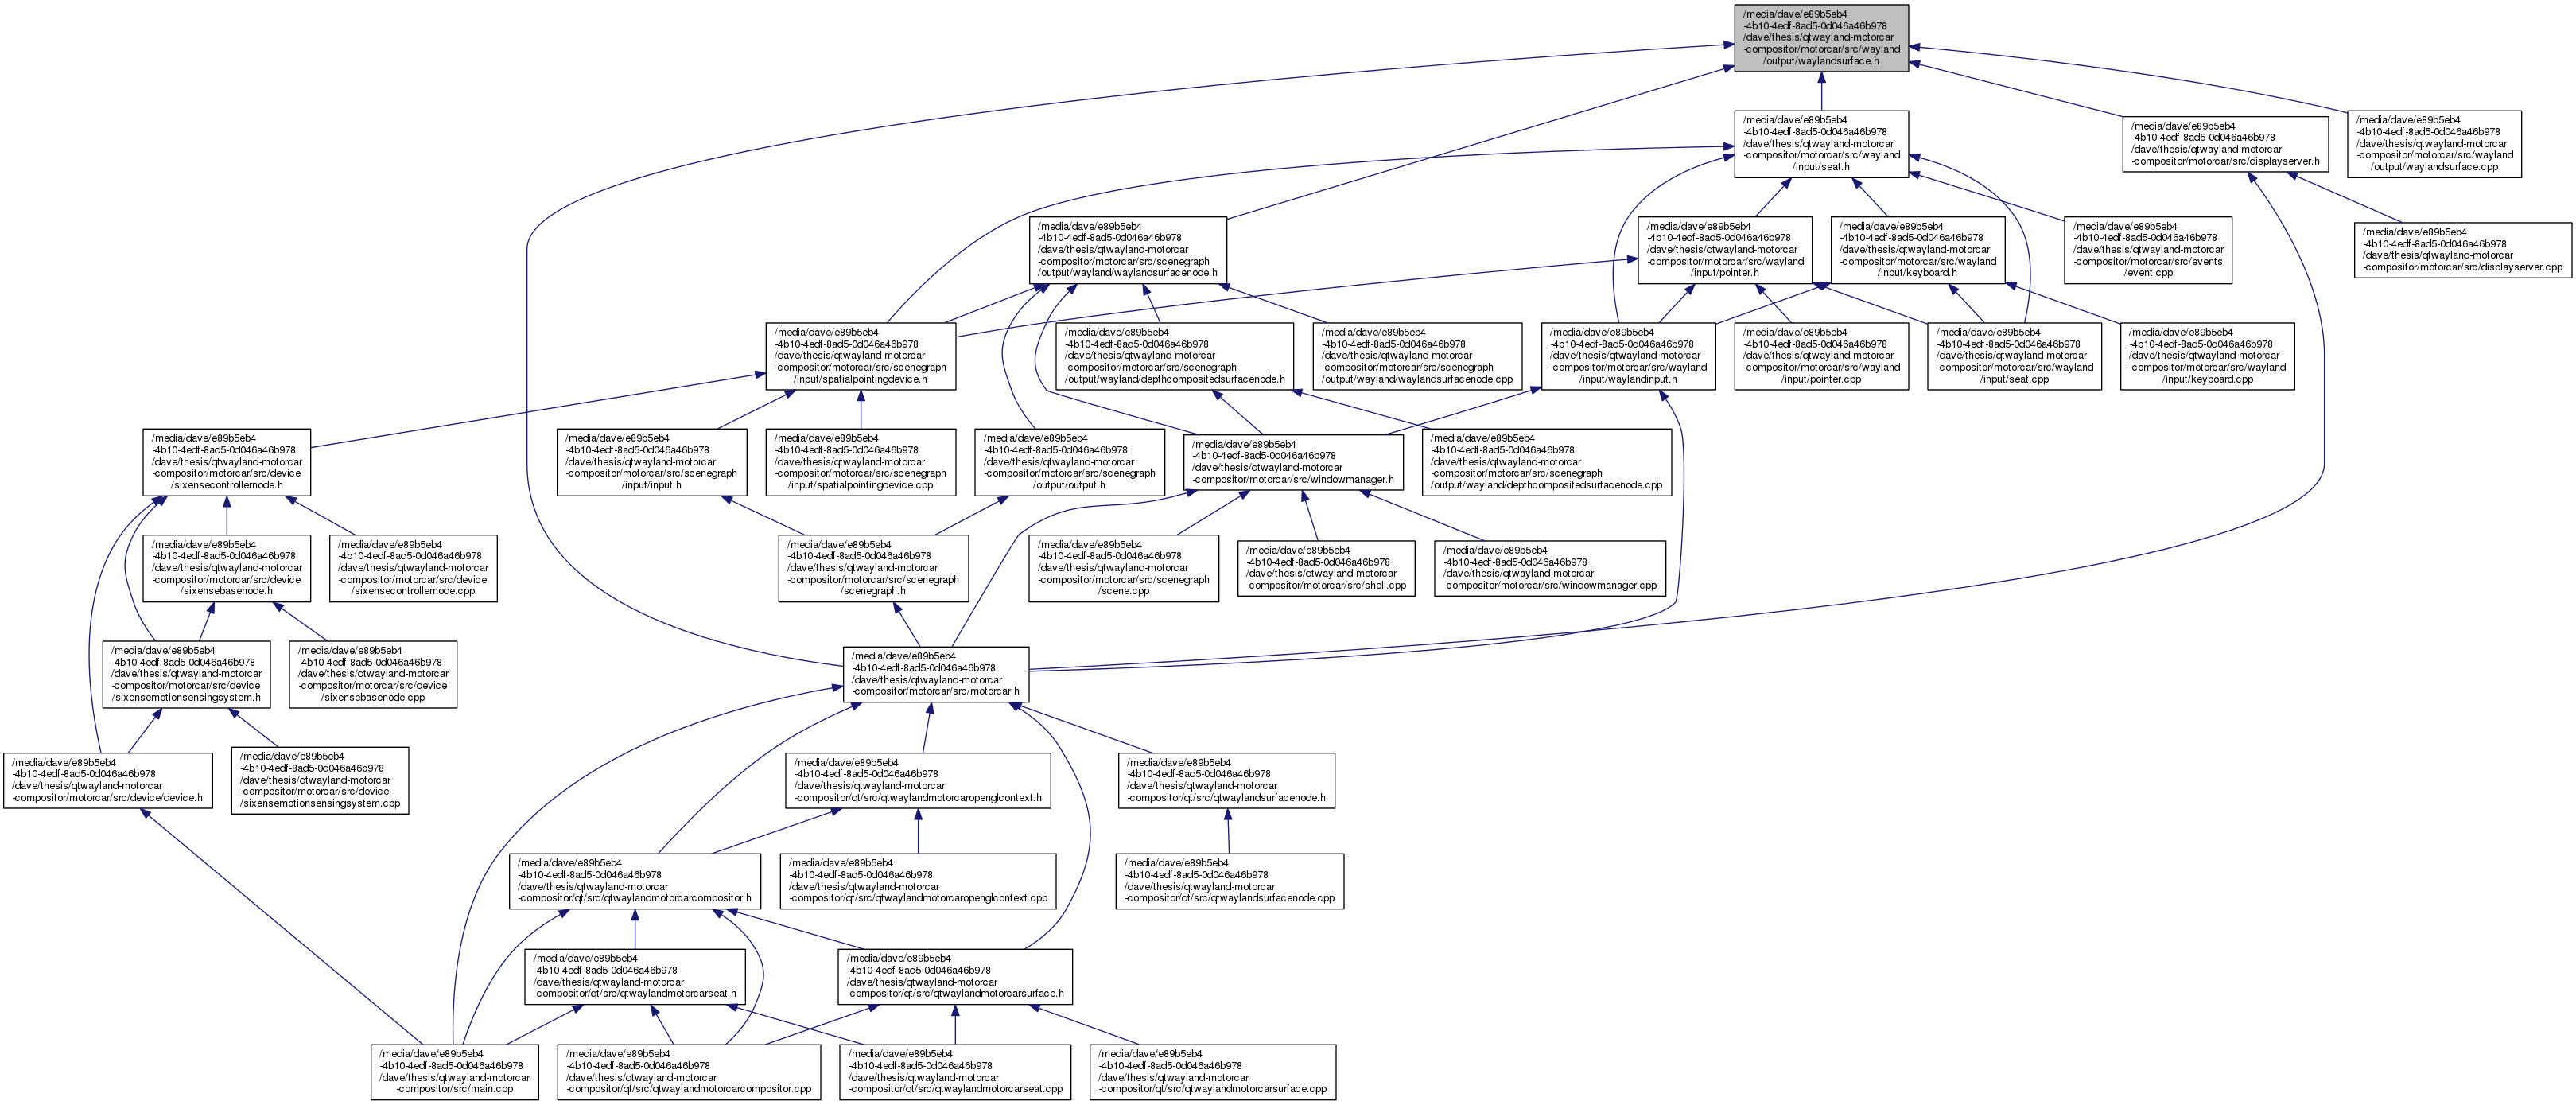 /media/dave/e89b5eb4
-4b10-4edf-8ad5-0d046a46b978
/dave/thesis/qtwayland-motorcar
-compositor/motorcar/src/wayland
/output/waylandsurface.h
/media/dave/e89b5eb4
-4b10-4edf-8ad5-0d046a46b978
/dave/thesis/qtwayland-motorcar
-compositor/motorcar/src/wayland
/input/seat.h
/media/dave/e89b5eb4
-4b10-4edf-8ad5-0d046a46b978
/dave/thesis/qtwayland-motorcar
-compositor/motorcar/src/displayserver.h
/media/dave/e89b5eb4
-4b10-4edf-8ad5-0d046a46b978
/dave/thesis/qtwayland-motorcar
-compositor/motorcar/src/wayland
/output/waylandsurface.cpp
/media/dave/e89b5eb4
-4b10-4edf-8ad5-0d046a46b978
/dave/thesis/qtwayland-motorcar
-compositor/motorcar/src/scenegraph
/output/wayland/waylandsurfacenode.h
/media/dave/e89b5eb4
-4b10-4edf-8ad5-0d046a46b978
/dave/thesis/qtwayland-motorcar
-compositor/motorcar/src/wayland
/input/pointer.h
/media/dave/e89b5eb4
-4b10-4edf-8ad5-0d046a46b978
/dave/thesis/qtwayland-motorcar
-compositor/motorcar/src/wayland
/input/keyboard.h
/media/dave/e89b5eb4
-4b10-4edf-8ad5-0d046a46b978
/dave/thesis/qtwayland-motorcar
-compositor/motorcar/src/events
/event.cpp
/media/dave/e89b5eb4
-4b10-4edf-8ad5-0d046a46b978
/dave/thesis/qtwayland-motorcar
-compositor/motorcar/src/displayserver.cpp
/media/dave/e89b5eb4
-4b10-4edf-8ad5-0d046a46b978
/dave/thesis/qtwayland-motorcar
-compositor/motorcar/src/scenegraph
/input/spatialpointingdevice.h
/media/dave/e89b5eb4
-4b10-4edf-8ad5-0d046a46b978
/dave/thesis/qtwayland-motorcar
-compositor/motorcar/src/scenegraph
/output/wayland/depthcompositedsurfacenode.h
/media/dave/e89b5eb4
-4b10-4edf-8ad5-0d046a46b978
/dave/thesis/qtwayland-motorcar
-compositor/motorcar/src/scenegraph
/output/wayland/waylandsurfacenode.cpp
/media/dave/e89b5eb4
-4b10-4edf-8ad5-0d046a46b978
/dave/thesis/qtwayland-motorcar
-compositor/motorcar/src/wayland
/input/waylandinput.h
/media/dave/e89b5eb4
-4b10-4edf-8ad5-0d046a46b978
/dave/thesis/qtwayland-motorcar
-compositor/motorcar/src/wayland
/input/pointer.cpp
/media/dave/e89b5eb4
-4b10-4edf-8ad5-0d046a46b978
/dave/thesis/qtwayland-motorcar
-compositor/motorcar/src/wayland
/input/seat.cpp
/media/dave/e89b5eb4
-4b10-4edf-8ad5-0d046a46b978
/dave/thesis/qtwayland-motorcar
-compositor/motorcar/src/wayland
/input/keyboard.cpp
/media/dave/e89b5eb4
-4b10-4edf-8ad5-0d046a46b978
/dave/thesis/qtwayland-motorcar
-compositor/motorcar/src/device
/sixensecontrollernode.h
/media/dave/e89b5eb4
-4b10-4edf-8ad5-0d046a46b978
/dave/thesis/qtwayland-motorcar
-compositor/motorcar/src/scenegraph
/input/input.h
/media/dave/e89b5eb4
-4b10-4edf-8ad5-0d046a46b978
/dave/thesis/qtwayland-motorcar
-compositor/motorcar/src/scenegraph
/input/spatialpointingdevice.cpp
/media/dave/e89b5eb4
-4b10-4edf-8ad5-0d046a46b978
/dave/thesis/qtwayland-motorcar
-compositor/motorcar/src/scenegraph
/output/output.h
/media/dave/e89b5eb4
-4b10-4edf-8ad5-0d046a46b978
/dave/thesis/qtwayland-motorcar
-compositor/motorcar/src/windowmanager.h
/media/dave/e89b5eb4
-4b10-4edf-8ad5-0d046a46b978
/dave/thesis/qtwayland-motorcar
-compositor/motorcar/src/scenegraph
/output/wayland/depthcompositedsurfacenode.cpp
/media/dave/e89b5eb4
-4b10-4edf-8ad5-0d046a46b978
/dave/thesis/qtwayland-motorcar
-compositor/motorcar/src/device
/sixensebasenode.h
/media/dave/e89b5eb4
-4b10-4edf-8ad5-0d046a46b978
/dave/thesis/qtwayland-motorcar
-compositor/motorcar/src/device
/sixensecontrollernode.cpp
/media/dave/e89b5eb4
-4b10-4edf-8ad5-0d046a46b978
/dave/thesis/qtwayland-motorcar
-compositor/motorcar/src/scenegraph
/scenegraph.h
/media/dave/e89b5eb4
-4b10-4edf-8ad5-0d046a46b978
/dave/thesis/qtwayland-motorcar
-compositor/motorcar/src/scenegraph
/scene.cpp
/media/dave/e89b5eb4
-4b10-4edf-8ad5-0d046a46b978
/dave/thesis/qtwayland-motorcar
-compositor/motorcar/src/shell.cpp
/media/dave/e89b5eb4
-4b10-4edf-8ad5-0d046a46b978
/dave/thesis/qtwayland-motorcar
-compositor/motorcar/src/windowmanager.cpp
/media/dave/e89b5eb4
-4b10-4edf-8ad5-0d046a46b978
/dave/thesis/qtwayland-motorcar
-compositor/motorcar/src/device
/sixensemotionsensingsystem.h
/media/dave/e89b5eb4
-4b10-4edf-8ad5-0d046a46b978
/dave/thesis/qtwayland-motorcar
-compositor/motorcar/src/device
/sixensebasenode.cpp
/media/dave/e89b5eb4
-4b10-4edf-8ad5-0d046a46b978
/dave/thesis/qtwayland-motorcar
-compositor/motorcar/src/motorcar.h
/media/dave/e89b5eb4
-4b10-4edf-8ad5-0d046a46b978
/dave/thesis/qtwayland-motorcar
-compositor/motorcar/src/device/device.h
/media/dave/e89b5eb4
-4b10-4edf-8ad5-0d046a46b978
/dave/thesis/qtwayland-motorcar
-compositor/motorcar/src/device
/sixensemotionsensingsystem.cpp
/media/dave/e89b5eb4
-4b10-4edf-8ad5-0d046a46b978
/dave/thesis/qtwayland-motorcar
-compositor/qt/src/qtwaylandmotorcaropenglcontext.h
/media/dave/e89b5eb4
-4b10-4edf-8ad5-0d046a46b978
/dave/thesis/qtwayland-motorcar
-compositor/qt/src/qtwaylandsurfacenode.h
/media/dave/e89b5eb4
-4b10-4edf-8ad5-0d046a46b978
/dave/thesis/qtwayland-motorcar
-compositor/qt/src/qtwaylandmotorcarcompositor.h
/media/dave/e89b5eb4
-4b10-4edf-8ad5-0d046a46b978
/dave/thesis/qtwayland-motorcar
-compositor/qt/src/qtwaylandmotorcaropenglcontext.cpp
/media/dave/e89b5eb4
-4b10-4edf-8ad5-0d046a46b978
/dave/thesis/qtwayland-motorcar
-compositor/qt/src/qtwaylandsurfacenode.cpp
/media/dave/e89b5eb4
-4b10-4edf-8ad5-0d046a46b978
/dave/thesis/qtwayland-motorcar
-compositor/qt/src/qtwaylandmotorcarseat.h
/media/dave/e89b5eb4
-4b10-4edf-8ad5-0d046a46b978
/dave/thesis/qtwayland-motorcar
-compositor/qt/src/qtwaylandmotorcarsurface.h
/media/dave/e89b5eb4
-4b10-4edf-8ad5-0d046a46b978
/dave/thesis/qtwayland-motorcar
-compositor/src/main.cpp
/media/dave/e89b5eb4
-4b10-4edf-8ad5-0d046a46b978
/dave/thesis/qtwayland-motorcar
-compositor/qt/src/qtwaylandmotorcarcompositor.cpp
/media/dave/e89b5eb4
-4b10-4edf-8ad5-0d046a46b978
/dave/thesis/qtwayland-motorcar
-compositor/qt/src/qtwaylandmotorcarseat.cpp
/media/dave/e89b5eb4
-4b10-4edf-8ad5-0d046a46b978
/dave/thesis/qtwayland-motorcar
-compositor/qt/src/qtwaylandmotorcarsurface.cpp